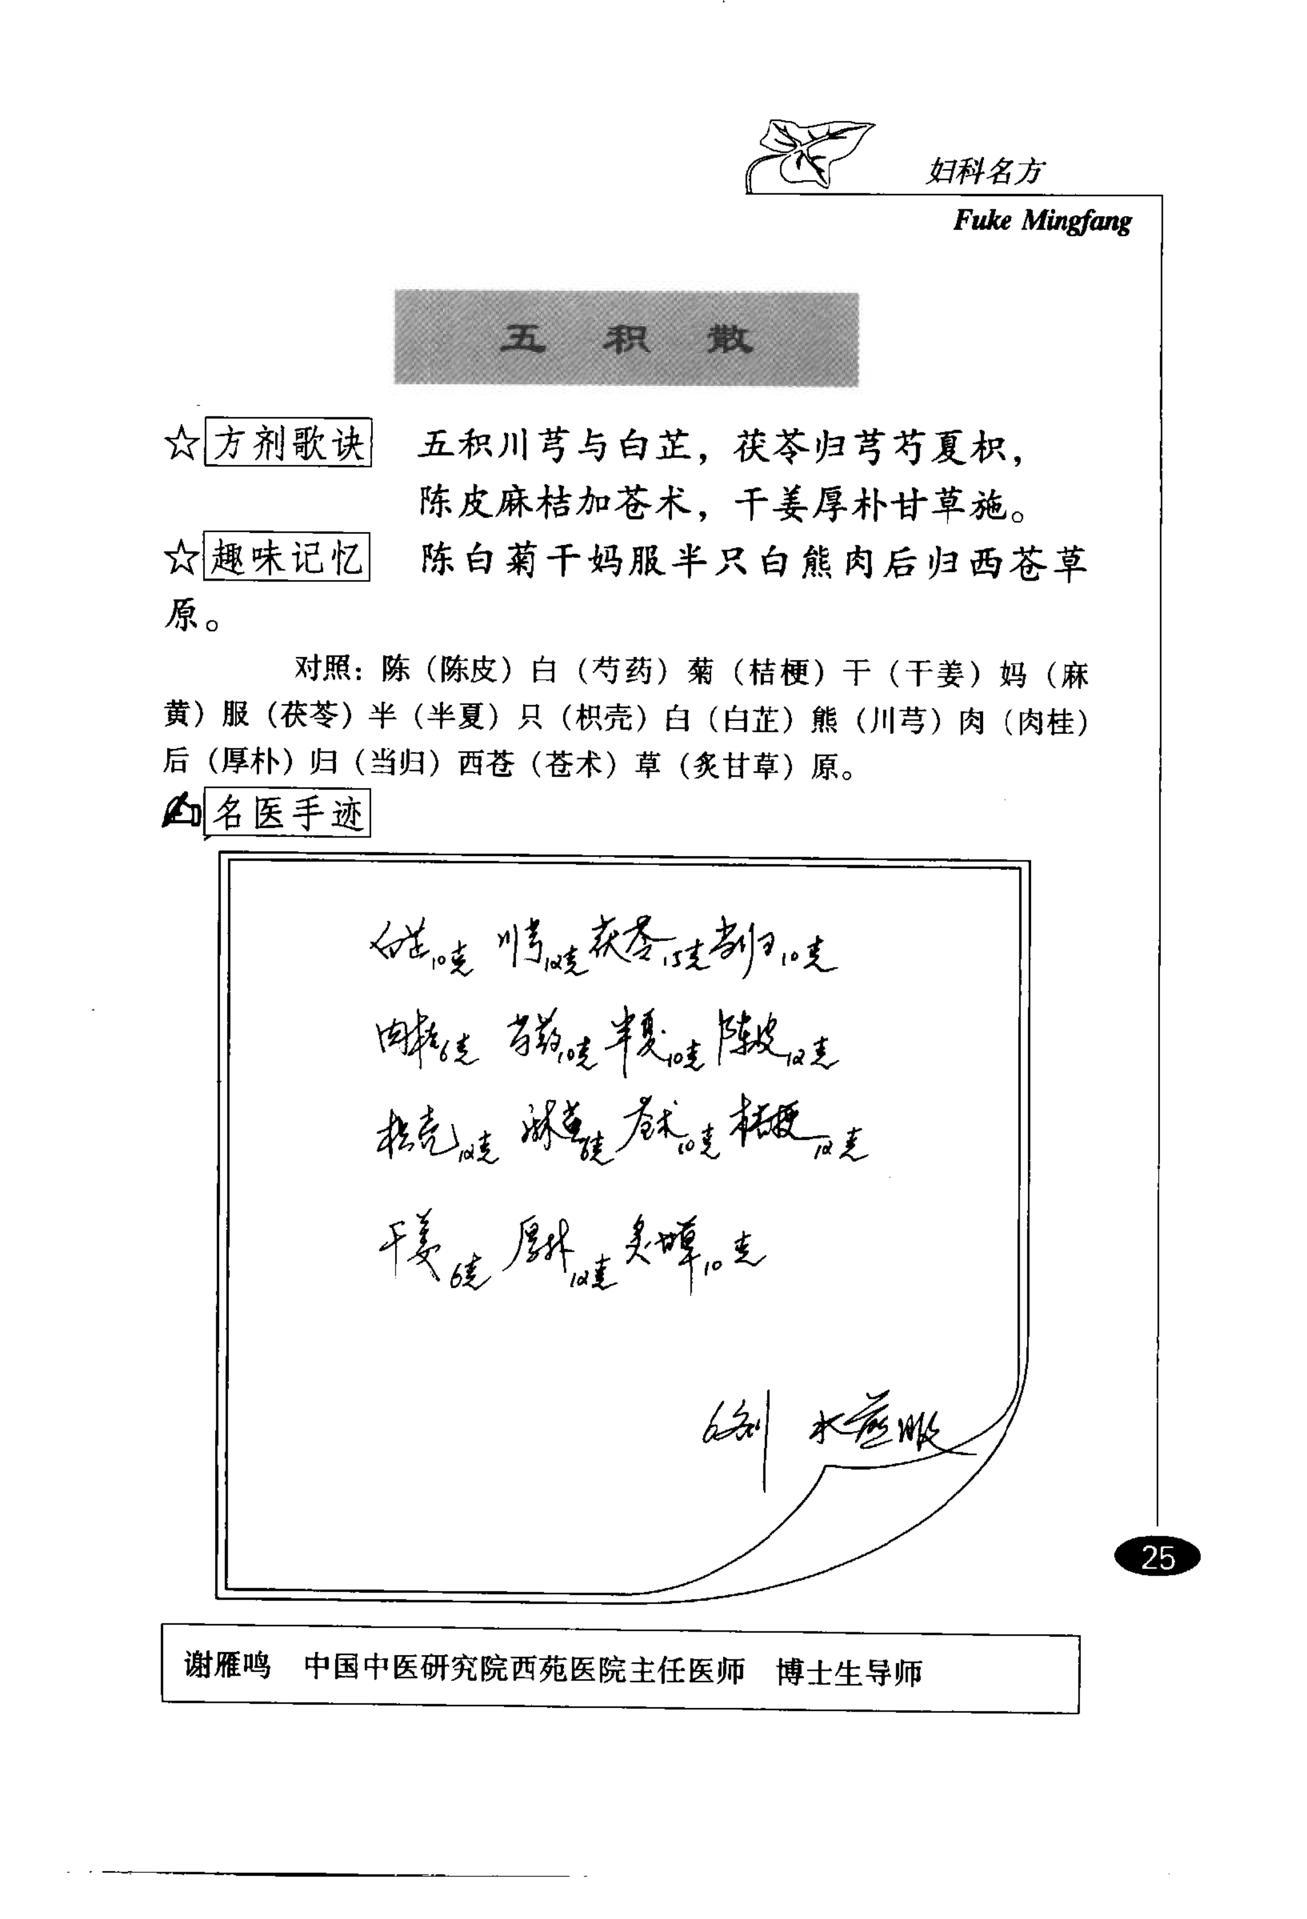 妇科名方
Fuke Mingfang
五积散
☆方剂歌诀 五积川芎与白芷，茯苓归芎芍夏枳，
陈皮麻桔加苍术，干姜厚朴甘草施。
☆趣味记忆 陈白菊干妈服半只白熊肉后归西苍草
原。
对照：陈（陈皮）白（芍药）菊（桔梗）干（干姜）妈（麻
黄）服（茯苓）半（半夏）只（枳壳）白（白芷）熊（川芎）肉（肉桂）
后（厚朴）归（当归）西苍（苍术）草（炙甘草）原。
名医手迹
白芷10克 川芎12克 茯苓15克 当归10克
肉桂6克 芍药10克 半夏10克 陈皮12克
枳壳12克 麻黄6克 苍术10克 桔梗12克
干姜6克 厚朴12克 炙甘草10克
6剂 水煎服
25
谢雁鸣 中国中医研究院西苑医院主任医师 博士生导师